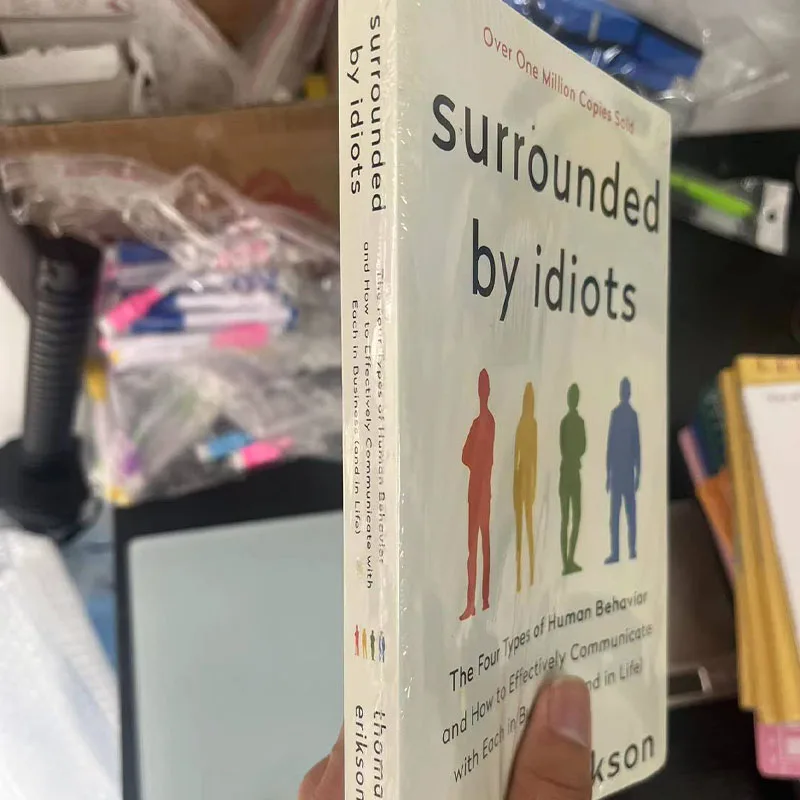 Over One Million Copies Sold
surrounded
by idiots
The Four Types of Human Behavior
and How to Effectively Communicate
with Each in B nd in Life)
kson
surrounded
by idiots
The Four Types of Human Behavior
and How to Effectively Communicate with
Each in Business (and in Life)
thoma
erikson